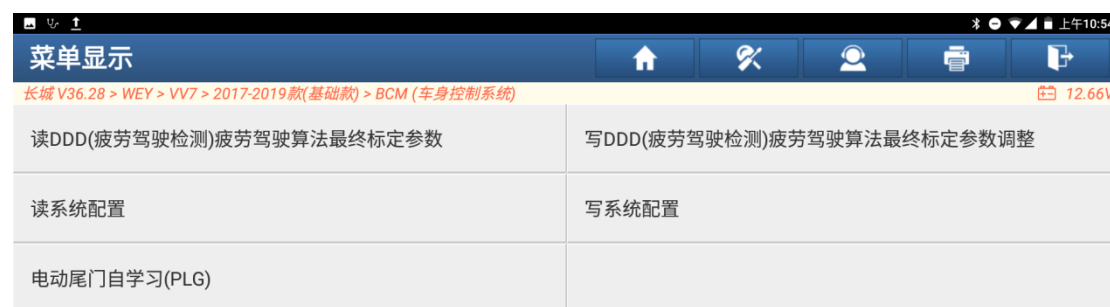 上午10:54
菜单显示
长城 V36.28 > WEY > VV7 > 2017-2019款(基础款) > BCM (车身控制系统) 12.66V
读DDD(疲劳驾驶检测)疲劳驾驶算法最终标定参数 写DDD(疲劳驾驶检测)疲劳驾驶算法最终标定参数调整
读系统配置 写系统配置
电动尾门自学习(PLG)